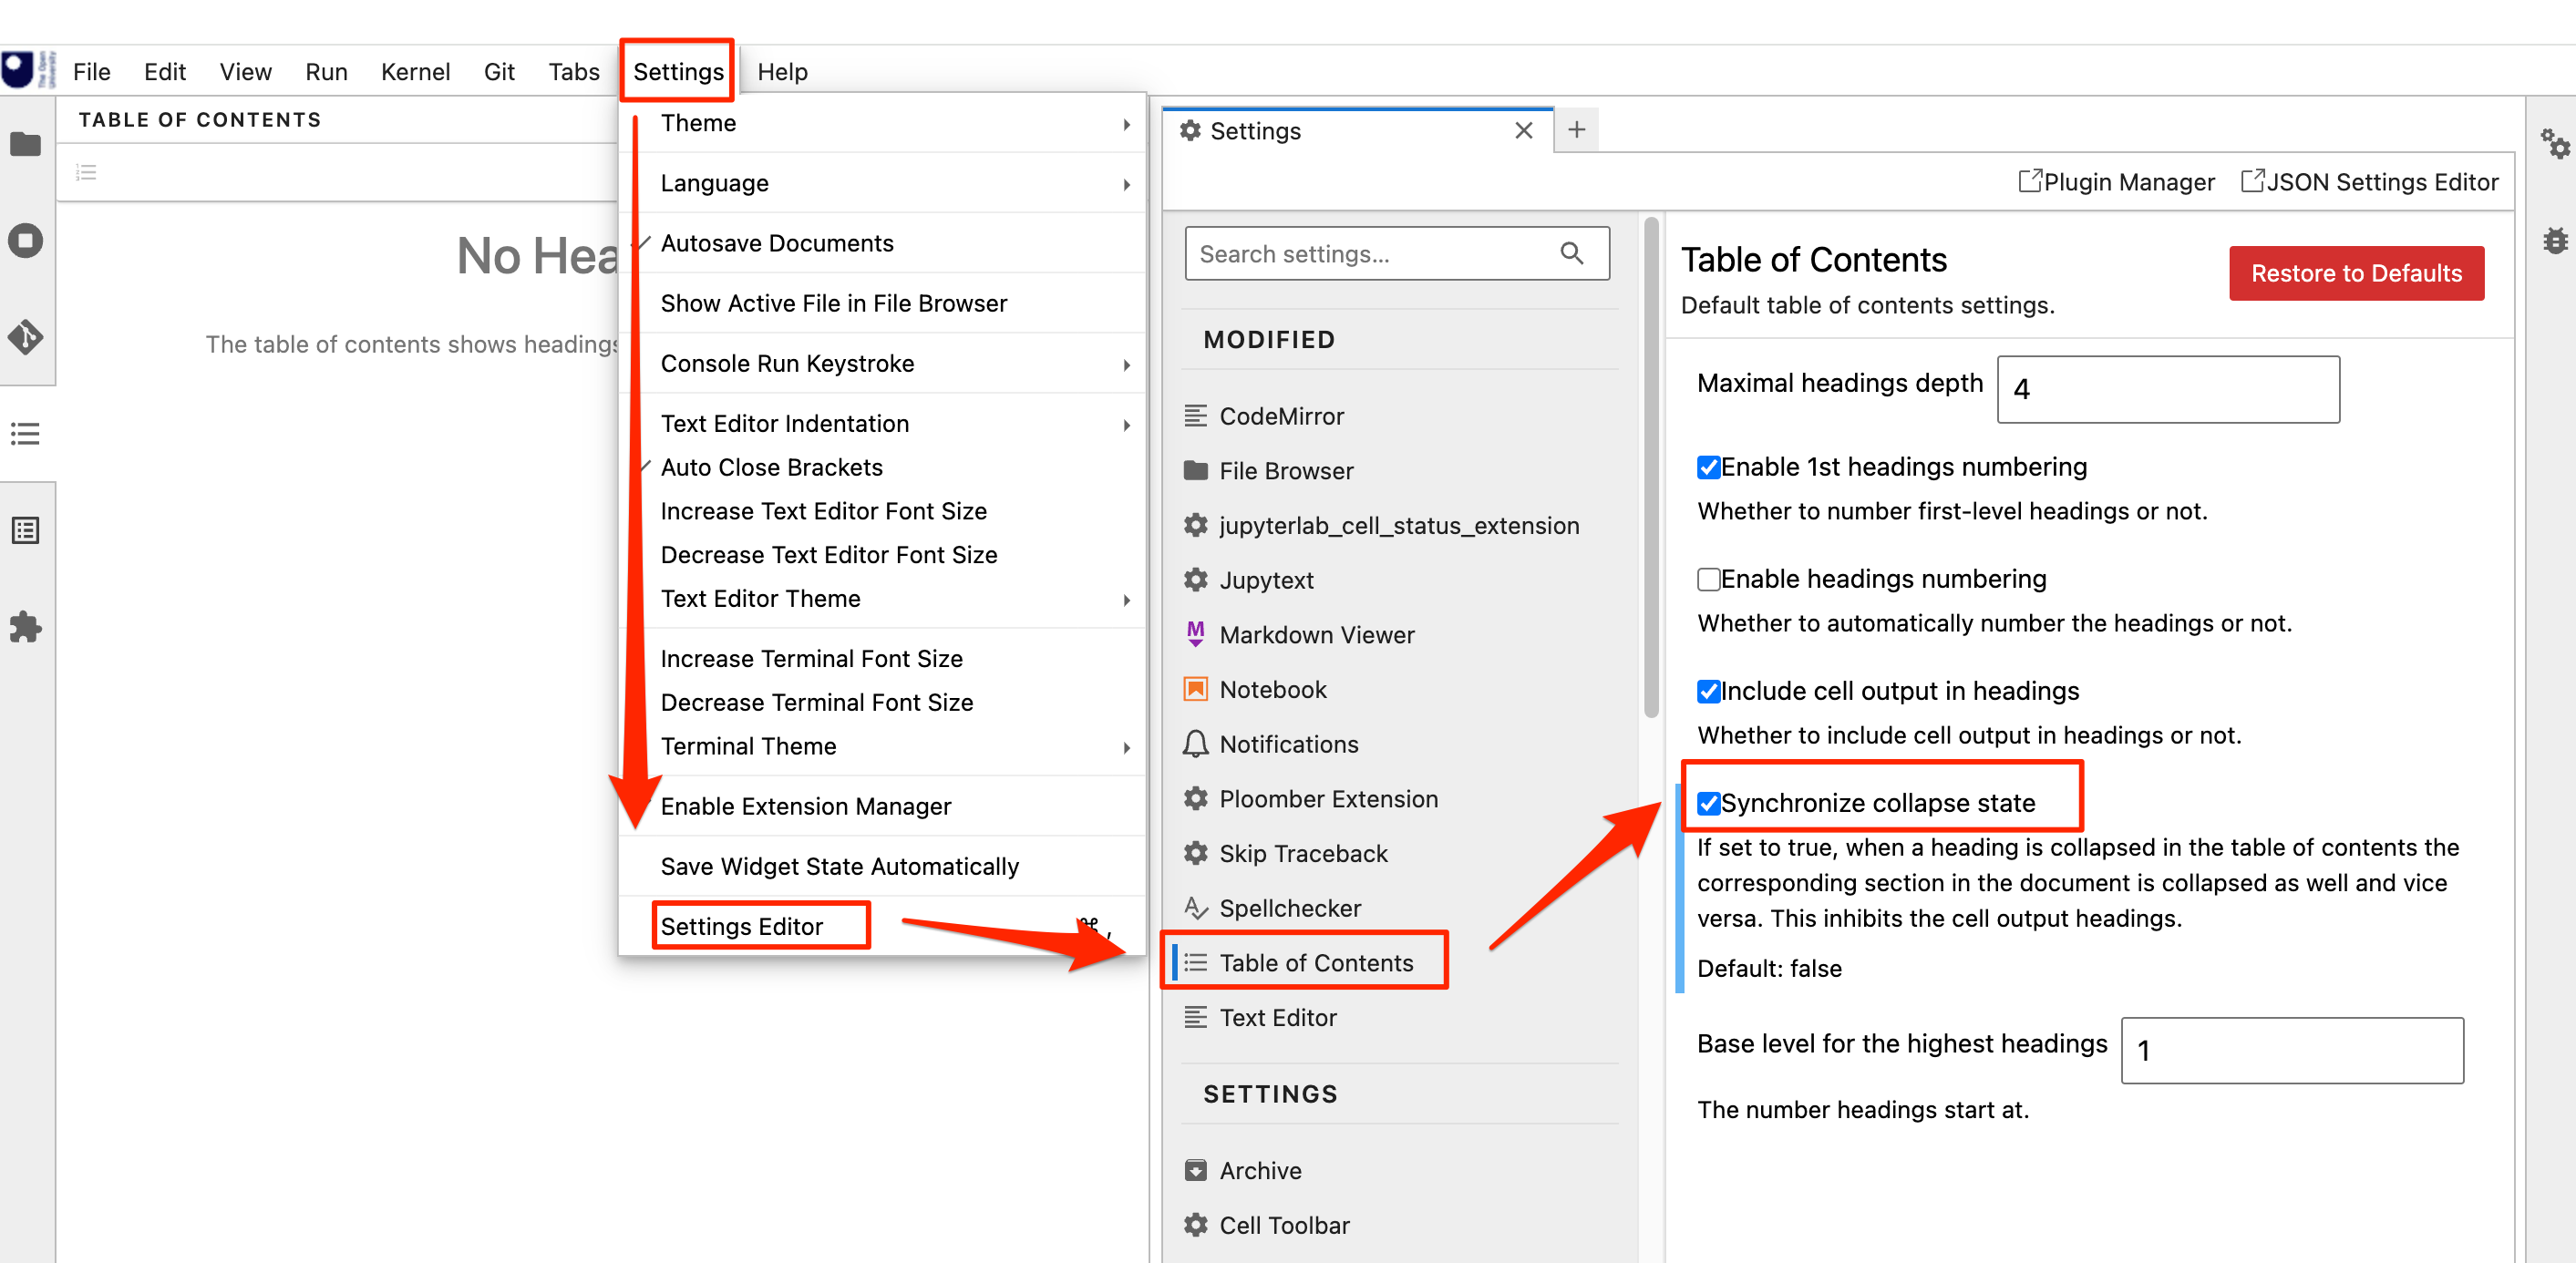 The Open
University
File Edit View Run Kernel Git Tabs Settings Help
TABLE OF CONTENTS
No Hea
The table of contents shows headings
Theme
Language
Autosave Documents
Show Active File in File Browser
Console Run Keystroke
Text Editor Indentation
Auto Close Brackets
Increase Text Editor Font Size
Decrease Text Editor Font Size
Text Editor Theme
Increase Terminal Font Size
Decrease Terminal Font Size
Terminal Theme
Enable Extension Manager
Save Widget State Automatically
Settings Editor ⌘ ,
Settings
Plugin Manager JSON Settings Editor
Search settings...
MODIFIED
CodeMirror
File Browser
jupyterlab_cell_status_extension
Jupytext
Markdown Viewer
Notebook
Notifications
Ploomber Extension
Skip Traceback
Spellchecker
Table of Contents
Text Editor
SETTINGS
Archive
Cell Toolbar
Table of Contents
Restore to Defaults
Default table of contents settings.
Maximal headings depth 4
Enable 1st headings numbering
Whether to number first-level headings or not.
Enable headings numbering
Whether to automatically number the headings or not.
Include cell output in headings
Whether to include cell output in headings or not.
Synchronize collapse state
If set to true, when a heading is collapsed in the table of contents the
corresponding section in the document is collapsed as well and vice
versa. This inhibits the cell output headings.
Default: false
Base level for the highest headings 1
The number headings start at.